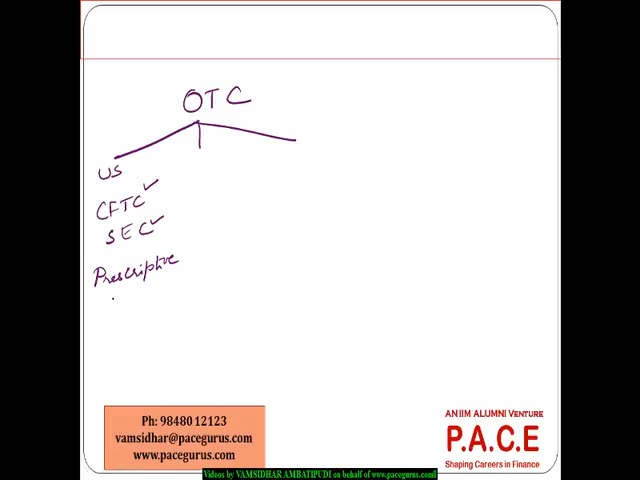 OTC
US
CFTC
SEC
Prescriptive
Ph: 98480 12123
vamsidhar@pacegurus.com
www.pacegurus.com
AN IIM ALUMNI VENTURE
P.A.C.E
Shaping Careers in Finance
Videos by VAMSIDHAR AMBATIPUDI on behalf of www.pacegurus.com